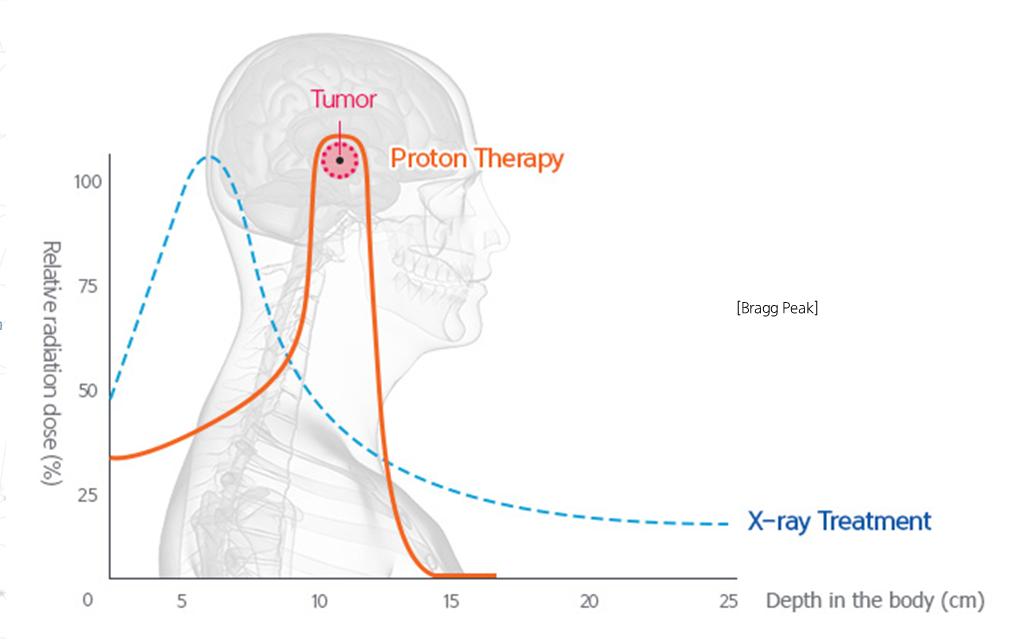 Tumor
Proton Therapy
100
75
50
25
0
Relative radiation dose (%)
[Bragg Peak]
X-ray Treatment
5 10 15 20 25
Depth in the body (cm)